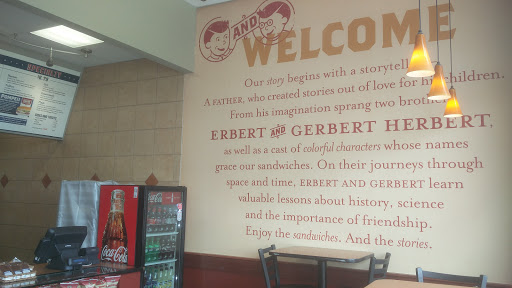 SPECIALTY
AND
WELCOME
Our story begins with a storytell
A FATHER, who created stories out of love for his children.
From his imagination sprang two brothe
ERBERT AND GERBERT HERBERT,
as well as a cast of colorful characters whose names
grace our sandwiches. On their journeys through
space and time, ERBERT AND GERBERT learn
valuable lessons about history, science
and the importance of friendship.
Enjoy the sandwiches. And the stories.
Coca-Cola